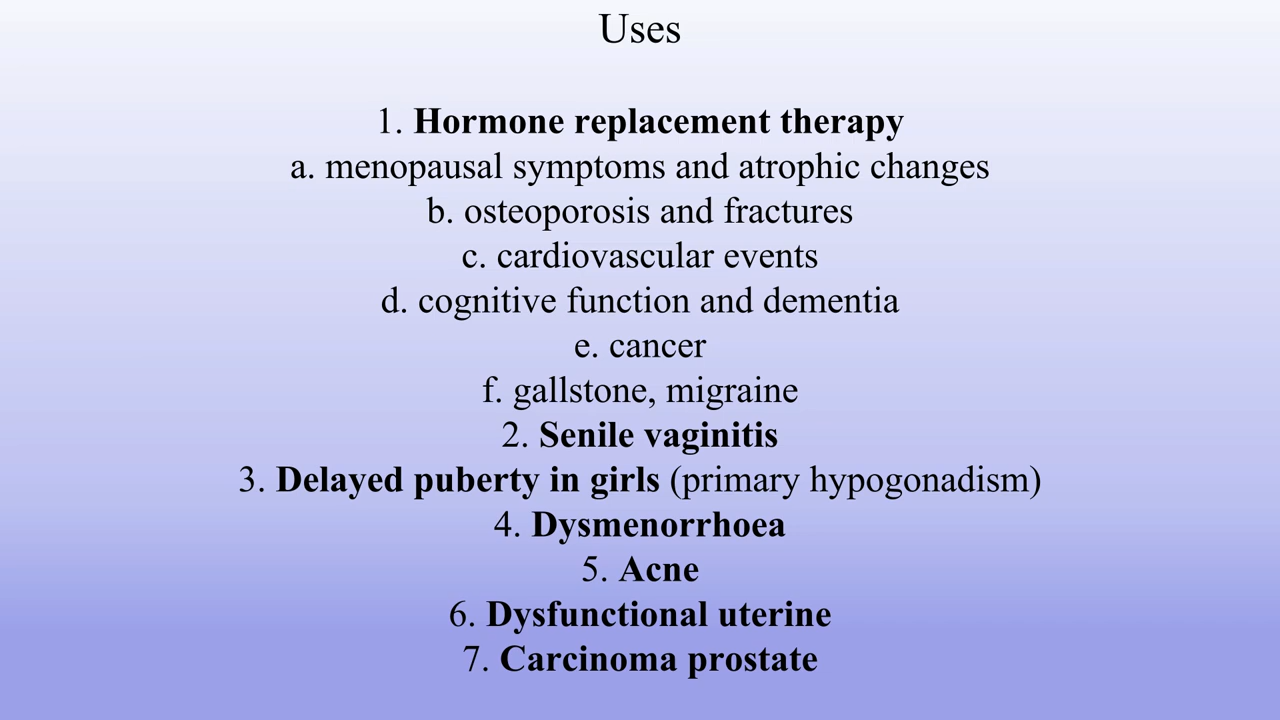 Uses
1. Hormone replacement therapy
a. menopausal symptoms and atrophic changes
b. osteoporosis and fractures
c. cardiovascular events
d. cognitive function and dementia
e. cancer
f. gallstone, migraine
2. Senile vaginitis
3. Delayed puberty in girls (primary hypogonadism)
4. Dysmenorrhoea
5. Acne
6. Dysfunctional uterine
7. Carcinoma prostate